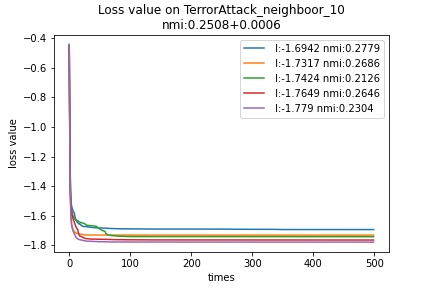 Loss value on TerrorAttack_neighboor_10
nmi:0.2508+0.0006
l:-1.6942 nmi:0.2779
l:-1.7317 nmi:0.2686
l:-1.7424 nmi:0.2126
l:-1.7649 nmi:0.2646
l:-1.779 nmi:0.2304
loss value
−0.4
−0.6
−0.8
−1.0
−1.2
−1.4
−1.6
−1.8
0 100 200 300 400 500
times